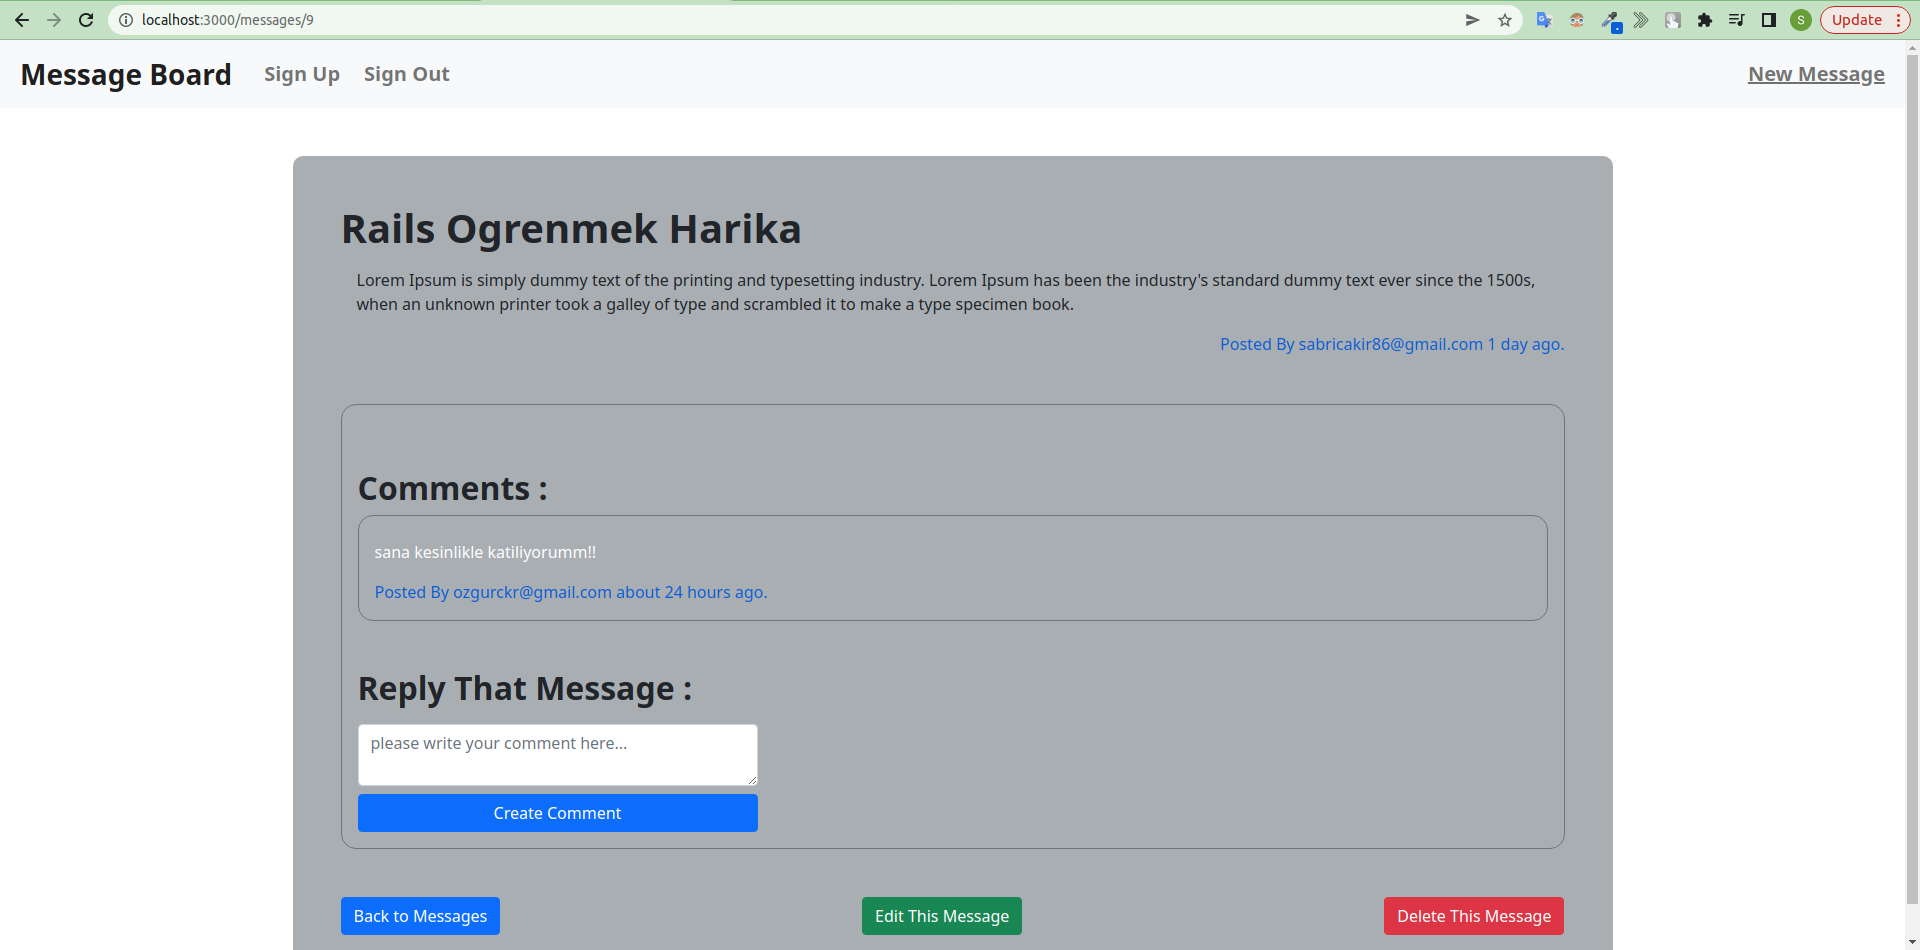 localhost:3000/messages/9
S
Update
Message Board
Sign Up
Sign Out
New Message
Rails Ogrenmek Harika
Lorem Ipsum is simply dummy text of the printing and typesetting industry. Lorem Ipsum has been the industry's standard dummy text ever since the 1500s,
when an unknown printer took a galley of type and scrambled it to make a type specimen book.
Posted By sabricakir86@gmail.com 1 day ago.
Comments :
sana kesinlikle katiliyorumm!!
Posted By ozgurckr@gmail.com about 24 hours ago.
Reply That Message :
please write your comment here...
Create Comment
Back to Messages
Edit This Message
Delete This Message